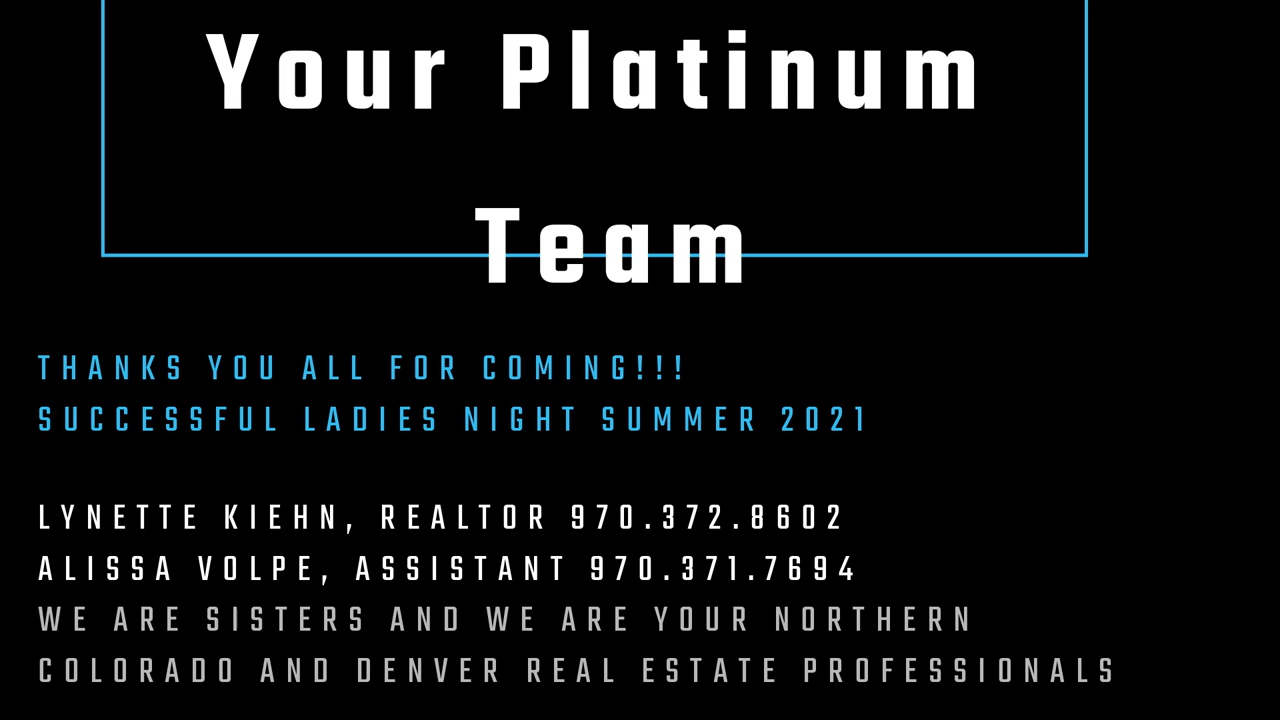 Your Platinum
Team
THANKS YOU ALL FOR COMING!!!
SUCCESSFUL LADIES NIGHT SUMMER 2021
LYNETTE KIEHN, REALTOR 970.372.8602
ALISSA VOLPE, ASSISTANT 970.371.7694
WE ARE SISTERS AND WE ARE YOUR NORTHERN
COLORADO AND DENVER REAL ESTATE PROFESSIONALS